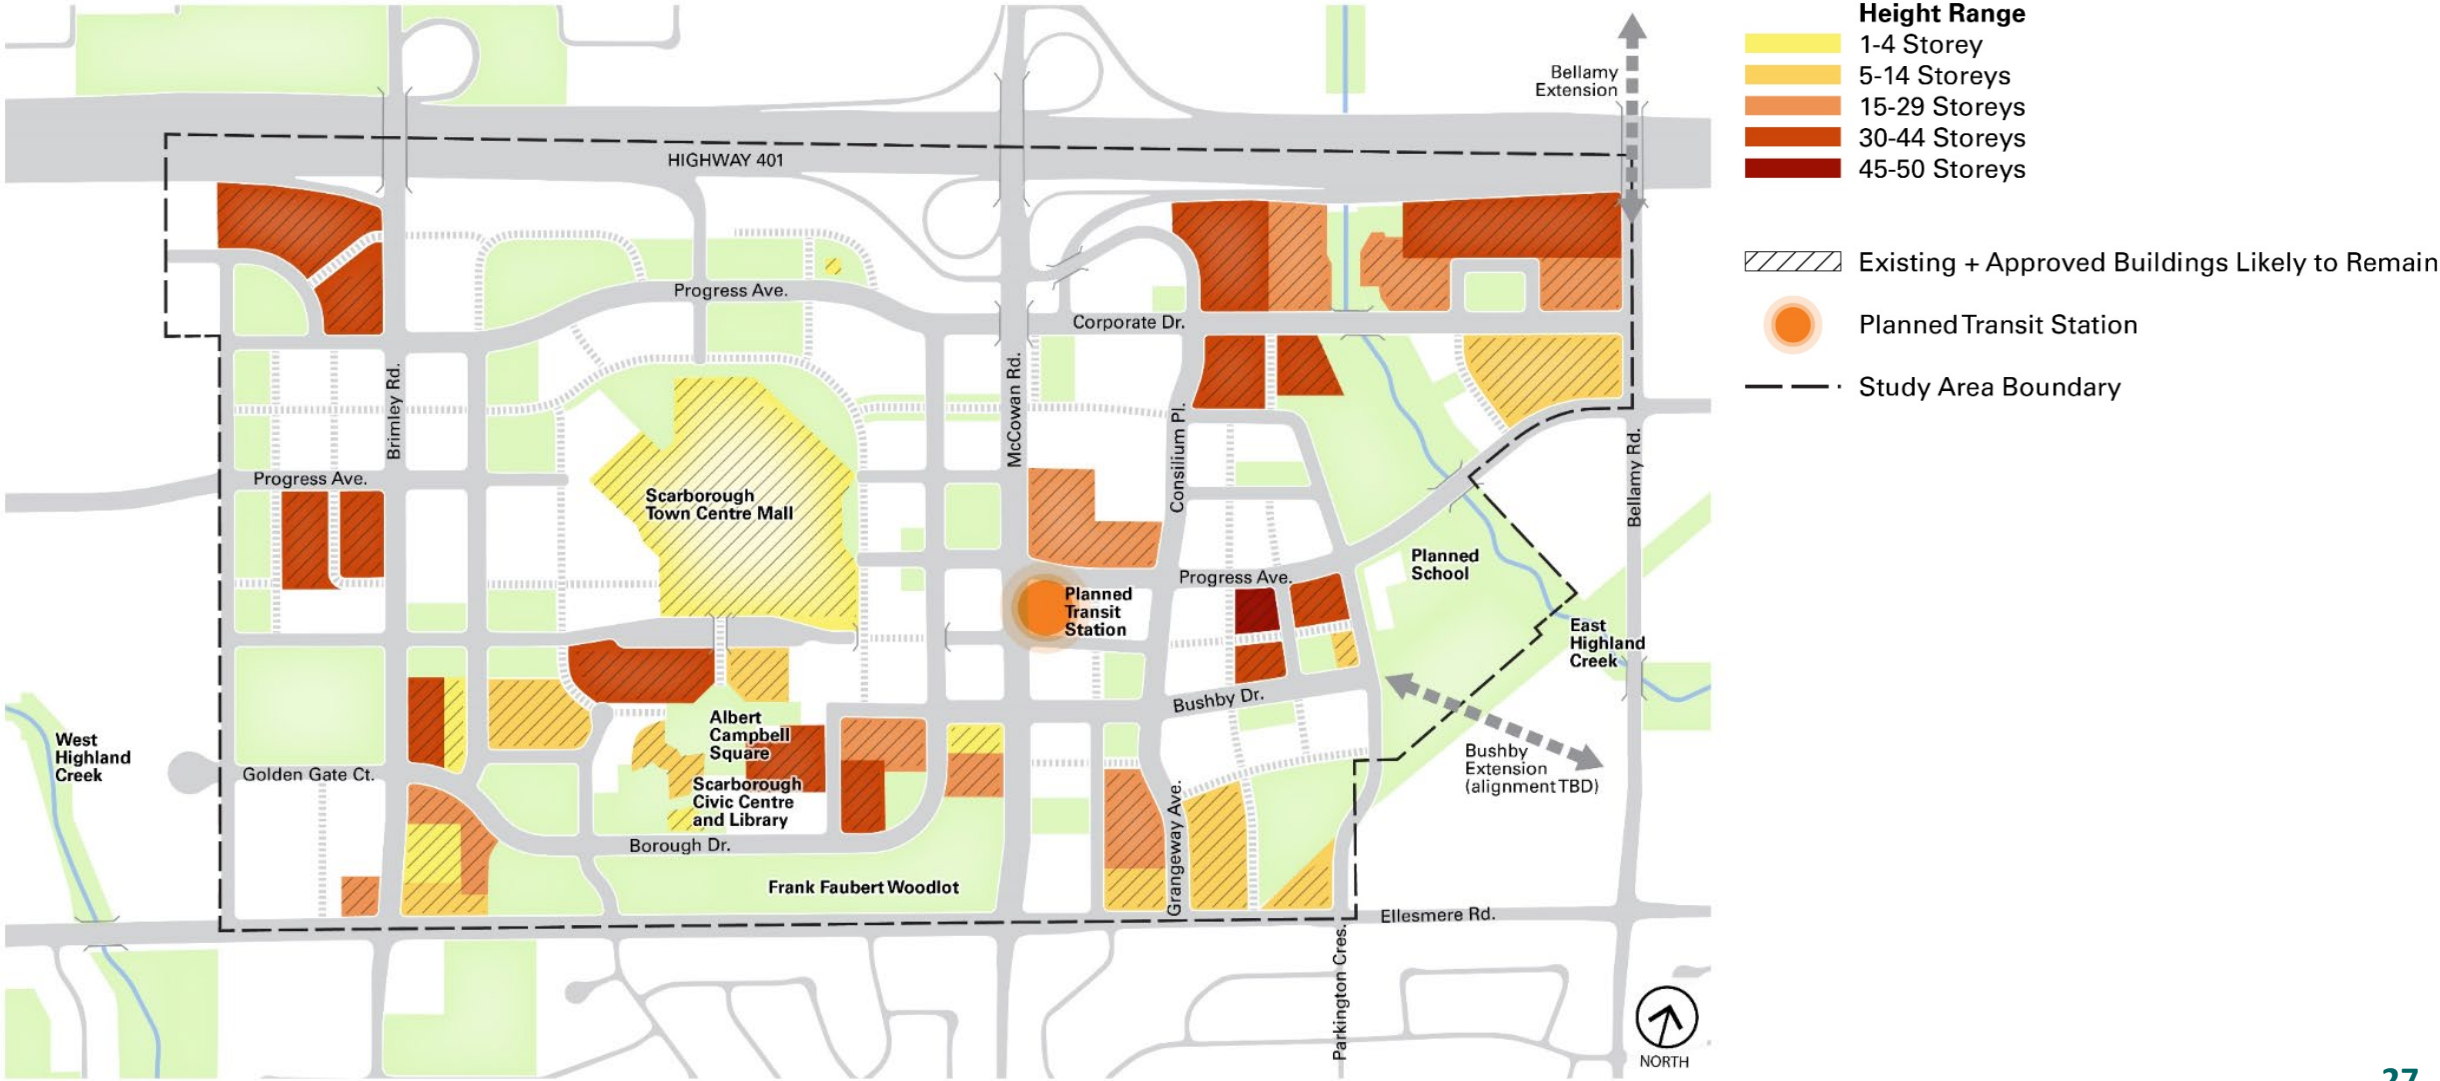 Height Range
1-4 Storey
5-14 Storeys
15-29 Storeys
30-44 Storeys
45-50 Storeys
Existing + Approved Buildings Likely to Remain
Planned Transit Station
Study Area Boundary
Bellamy
Extension
HIGHWAY 401
Progress Ave.
Corporate Dr.
Brimley Rd.
McCowan Rd.
Consilium Pl.
Bellamy Rd.
Progress Ave.
Scarborough
Town Centre Mall
Planned
School
Progress Ave.
Planned
Transit
Station
East
Highland
Creek
Bushby Dr.
Albert
Campbell
Square
West
Highland
Creek
Golden Gate Ct.
Bushby
Extension
(alignment TBD)
Scarborough
Civic Centre
and Library
Grangeway Ave.
Borough Dr.
Frank Faubert Woodlot
Ellesmere Rd.
Parkington Cres.
NORTH
27